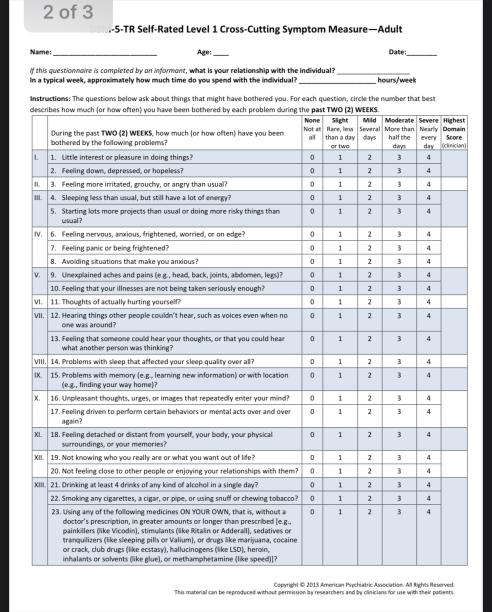 2 of 3
-5-TR Self-Rated Level 1 Cross-Cutting Symptom Measure—Adult
Name: ____________________ Age: ____ Date:________
If this questionnaire is completed by an informant, what is your relationship with the individual? ____________________
In a typical week, approximately how much time do you spend with the individual? ____________________ hours/week
Instructions: The questions below ask about things that might have bothered you. For each question, circle the number that best
describes how much (or how often) you have been bothered by each problem during the past TWO (2) WEEKS.
During the past TWO (2) WEEKS, how much (or how often) have you been
bothered by the following problems?
None
Not at
all
Slight
Rare, less
than a day
or two
Mild
Several
days
Moderate
More than
half the
days
Severe
Nearly
every
day
Highest
Domain
Score
(clinician)
I. 1. Little interest or pleasure in doing things? 0 1 2 3 4
2. Feeling down, depressed, or hopeless? 0 1 2 3 4
II. 3. Feeling more irritated, grouchy, or angry than usual? 0 1 2 3 4
III. 4. Sleeping less than usual, but still have a lot of energy? 0 1 2 3 4
5. Starting lots more projects than usual or doing more risky things than
usual? 0 1 2 3 4
IV. 6. Feeling nervous, anxious, frightened, worried, or on edge? 0 1 2 3 4
7. Feeling panic or being frightened? 0 1 2 3 4
8. Avoiding situations that make you anxious? 0 1 2 3 4
V. 9. Unexplained aches and pains (e.g., head, back, joints, abdomen, legs)? 0 1 2 3 4
10. Feeling that your illnesses are not being taken seriously enough? 0 1 2 3 4
VI. 11. Thoughts of actually hurting yourself? 0 1 2 3 4
VII. 12. Hearing things other people couldn't hear, such as voices even when no
one was around? 0 1 2 3 4
13. Feeling that someone could hear your thoughts, or that you could hear
what another person was thinking? 0 1 2 3 4
VIII. 14. Problems with sleep that affected your sleep quality over all? 0 1 2 3 4
IX. 15. Problems with memory (e.g., learning new information) or with location
(e.g., finding your way home)? 0 1 2 3 4
X. 16. Unpleasant thoughts, urges, or images that repeatedly enter your mind? 0 1 2 3 4
17. Feeling driven to perform certain behaviors or mental acts over and over
again? 0 1 2 3 4
XI. 18. Feeling detached or distant from yourself, your body, your physical
surroundings, or your memories? 0 1 2 3 4
XII. 19. Not knowing who you really are or what you want out of life? 0 1 2 3 4
20. Not feeling close to other people or enjoying your relationships with them? 0 1 2 3 4
XIII. 21. Drinking at least 4 drinks of any kind of alcohol in a single day? 0 1 2 3 4
22. Smoking any cigarettes, a cigar, or pipe, or using snuff or chewing tobacco? 0 1 2 3 4
23. Using any of the following medicines ON YOUR OWN, that is, without a 0 1 2 3 4
doctor's prescription, in greater amounts or longer than prescribed [e.g.,
painkillers (like Vicodin), stimulants (like Ritalin or Adderall), sedatives or
tranquilizers (like sleeping pills or Valium), or drugs like marijuana, cocaine
or crack, club drugs (like ecstasy), hallucinogens (like LSD), heroin,
inhalants or solvents (like glue), or methamphetamine (like speed)]?
Copyright © 2013 American Psychiatric Association. All Rights Reserved.
This material can be reproduced without permission by researchers and by clinicians for use with their patients.